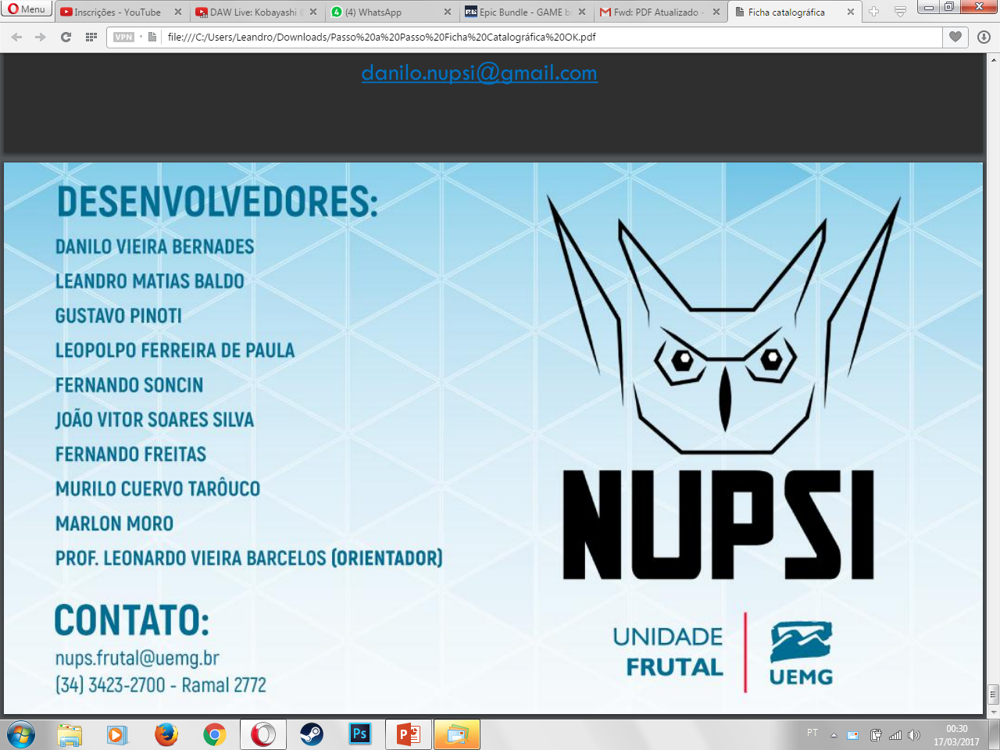 Menu
Inscrições - YouTube
DAW Live: Kobayashi
(4) WhatsApp
Epic Bundle - GAME b
Fwd: PDF Atualizado -
Ficha catalográfica
VPN
file:///C:/Users/Leandro/Downloads/Passo%20a%20Passo%20Ficha%20Catalográfica%20OK.pdf
danilo.nupsi@gmail.com
DESENVOLVEDORES:
DANILO VIEIRA BERNADES
LEANDRO MATIAS BALDO
GUSTAVO PINOTI
LEOPOLPO FERREIRA DE PAULA
FERNANDO SONCIN
JOÃO VITOR SOARES SILVA
FERNANDO FREITAS
MURILO CUERVO TARÔUCO
MARLON MORO
PROF. LEONARDO VIEIRA BARCELOS (ORIENTADOR)
CONTATO:
nups.frutal@uemg.br
(34) 3423-2700 - Ramal 2772
NUPSI
UNIDADE
FRUTAL
UEMG
Ps
PT
00:30
17/03/2017